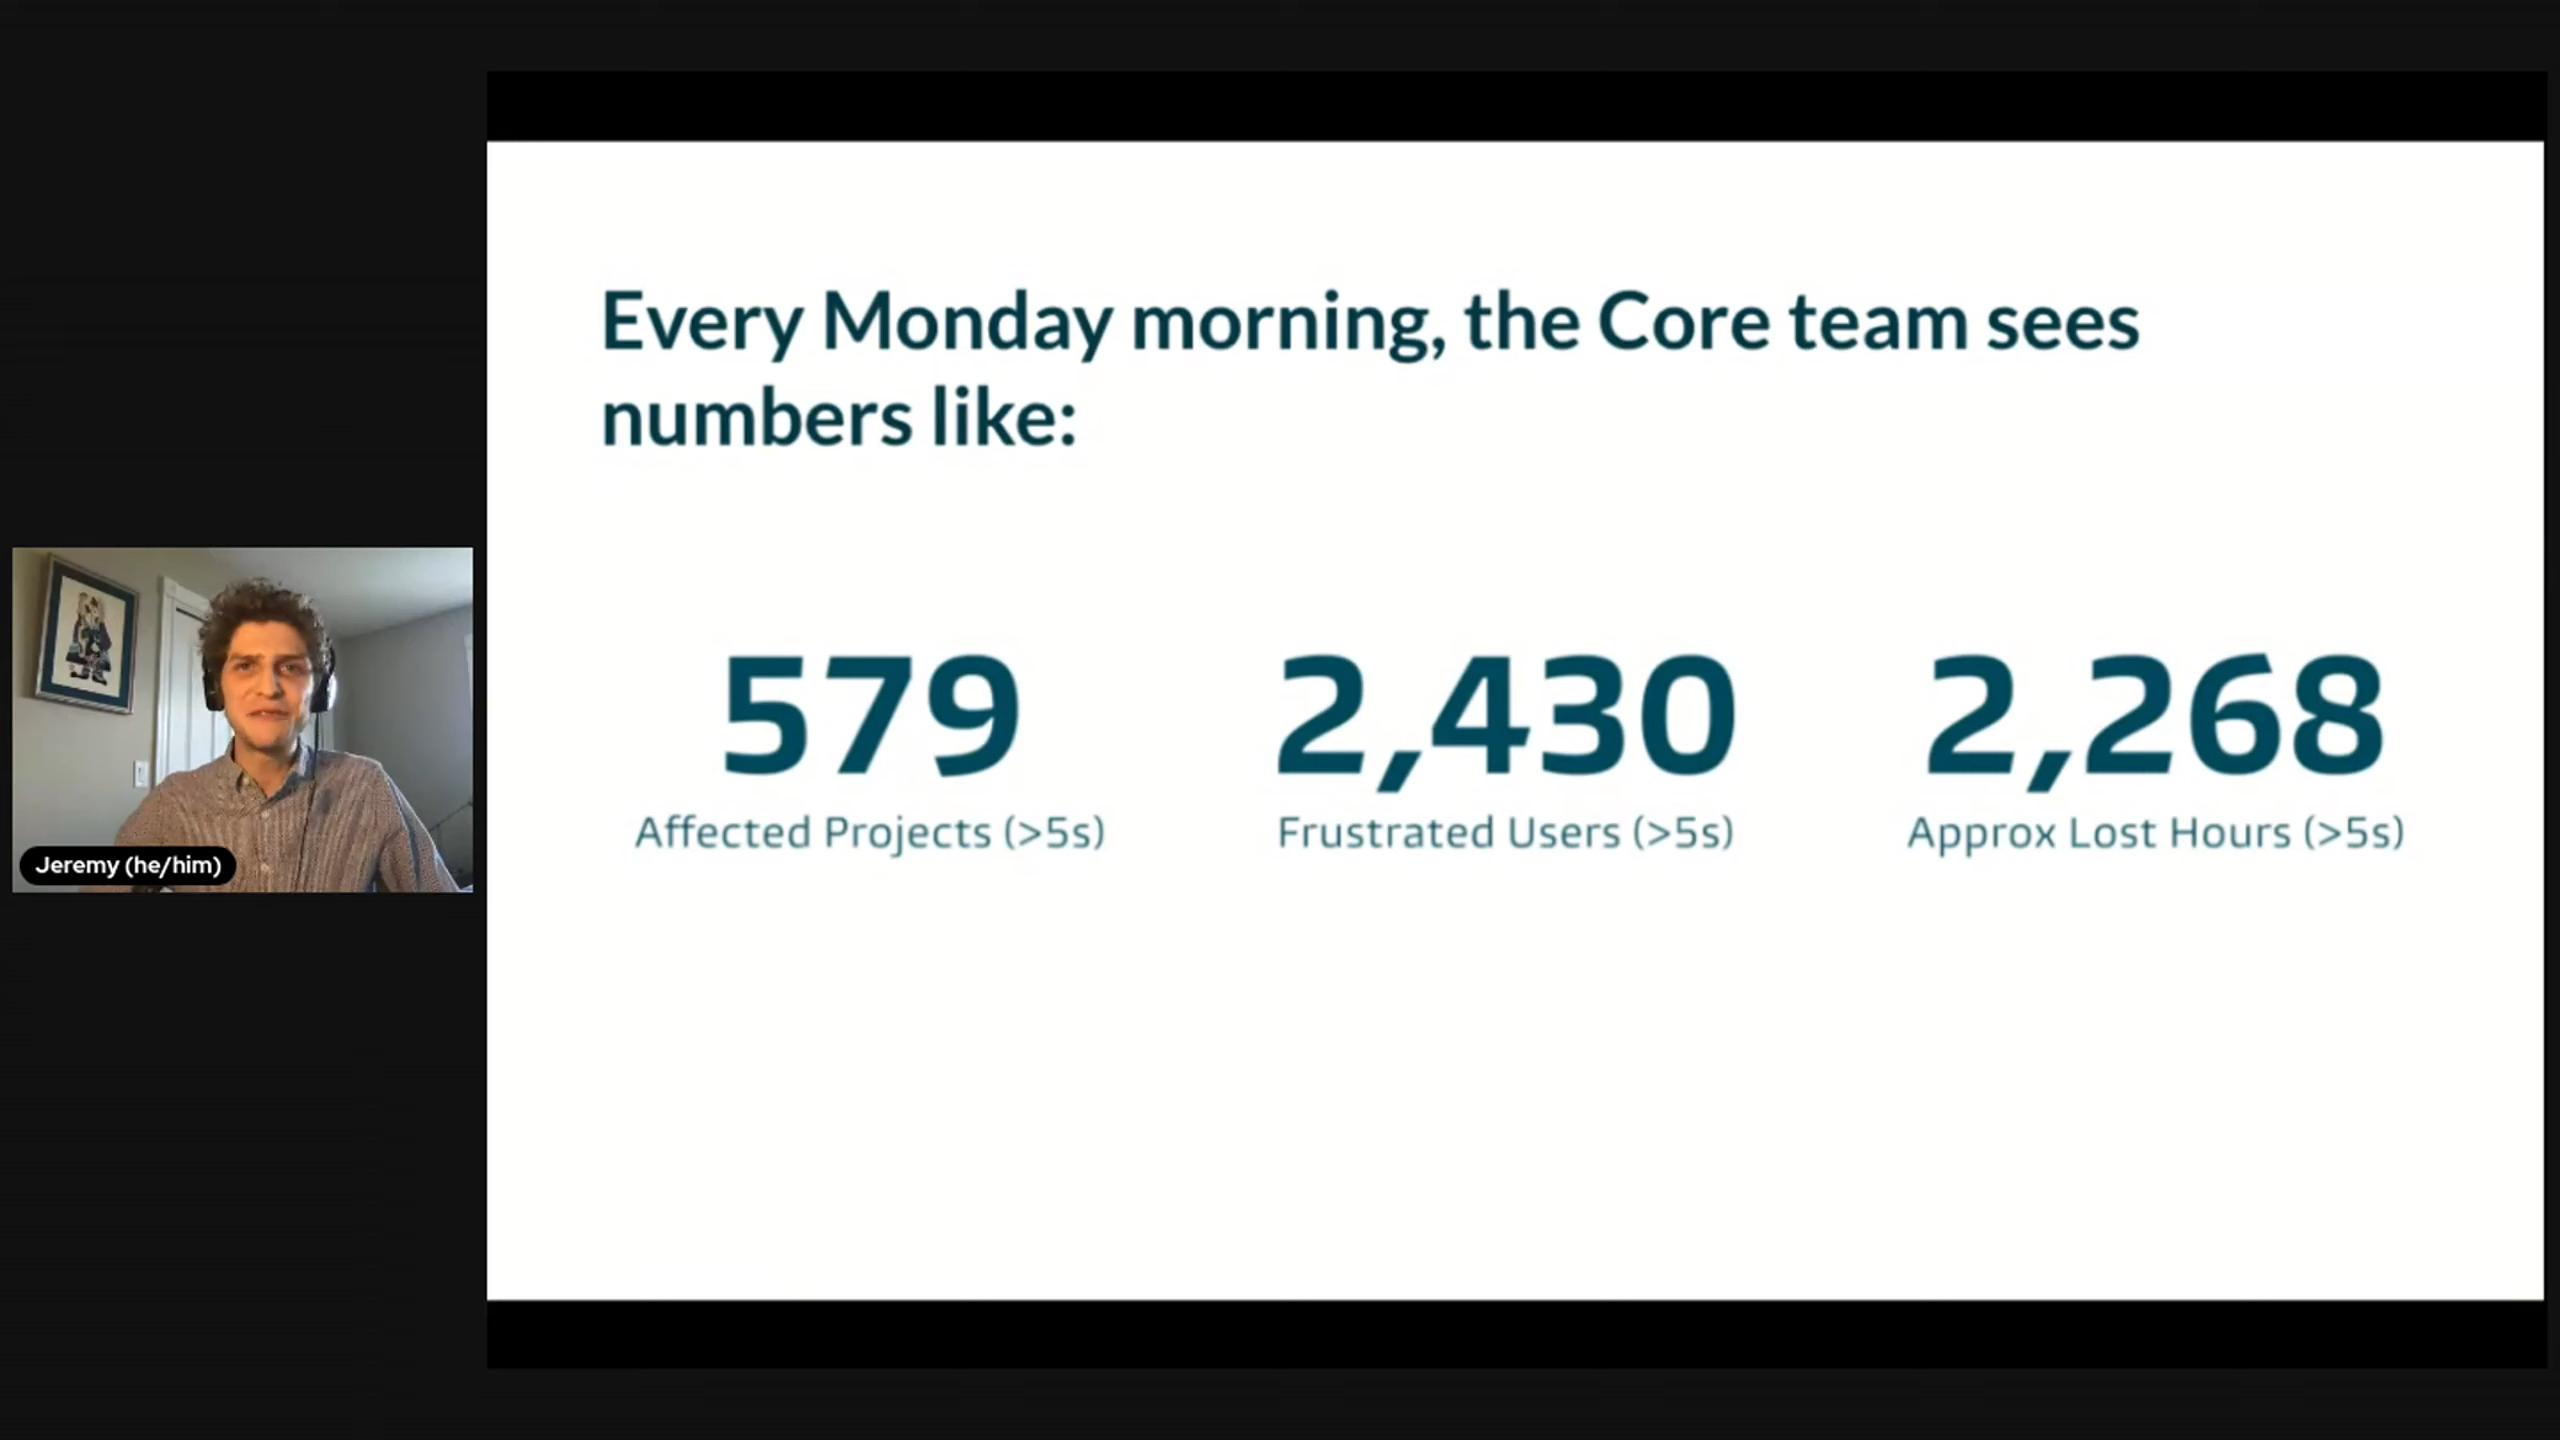 Every Monday morning, the Core team sees
numbers like:
579
Affected Projects (>5s)
2,430
Frustrated Users (>5s)
2,268
Approx Lost Hours (>5s)
Jeremy (he/him)